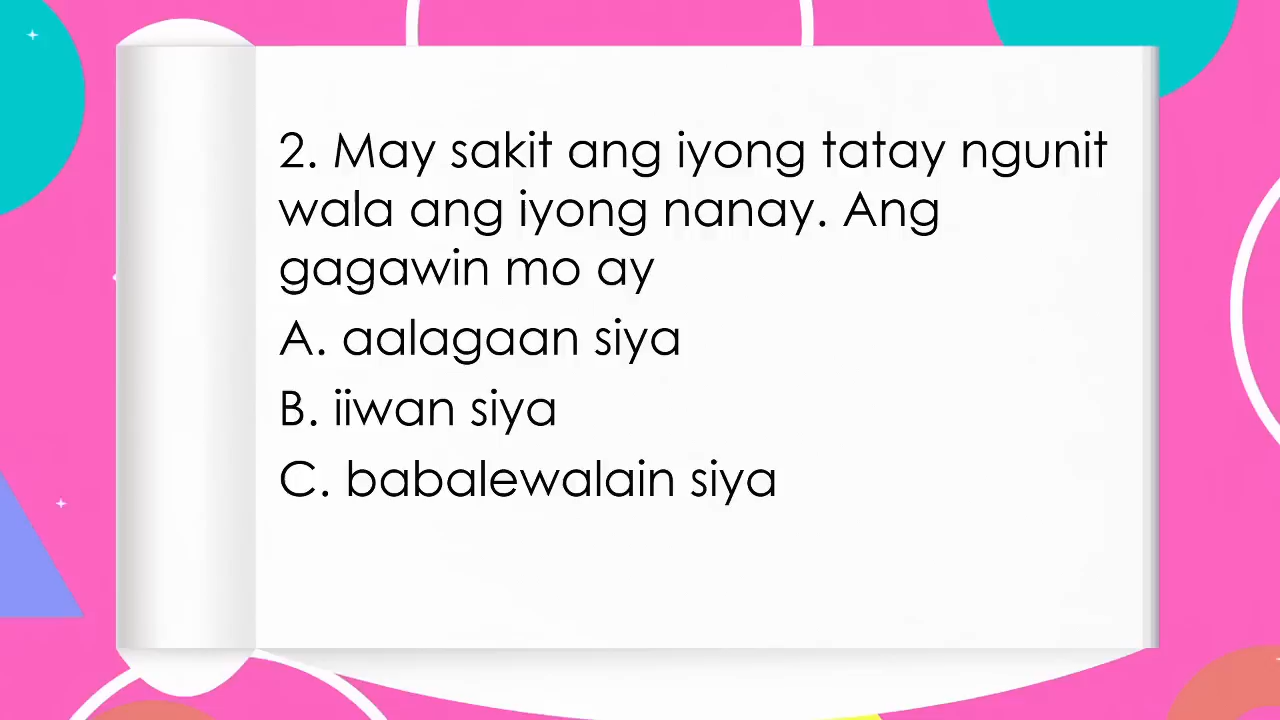 2. May sakit ang iyong tatay ngunit
wala ang iyong nanay. Ang
gagawin mo ay
A. aalagaan siya
B. iiwan siya
C. babalewalain siya